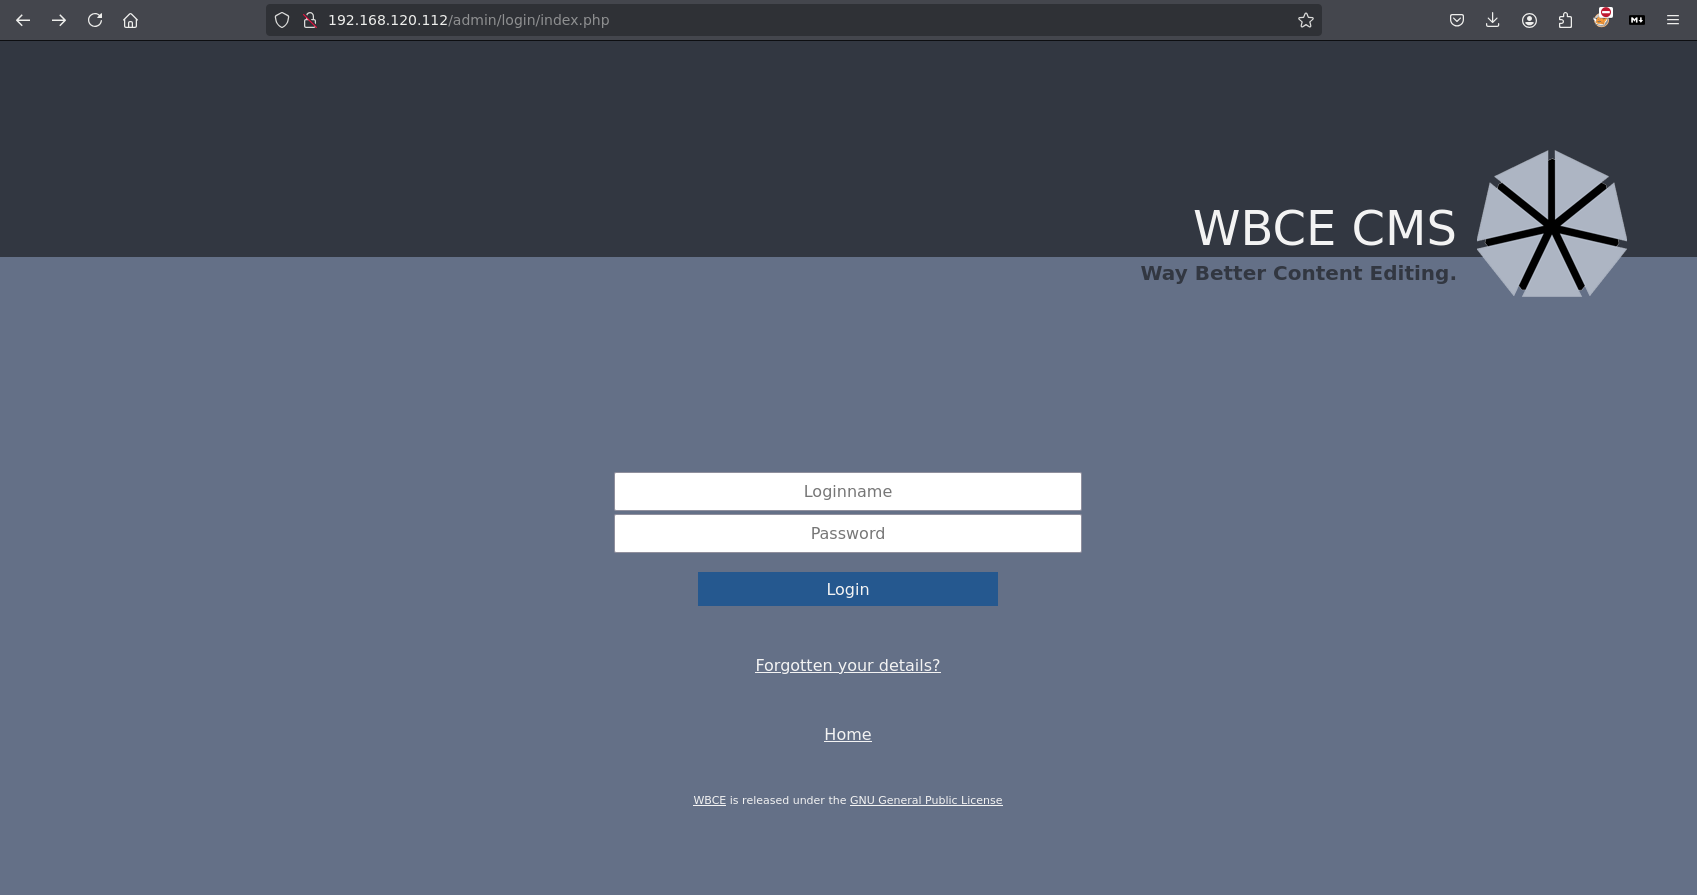 192.168.120.112/admin/login/index.php
M↓
WBCE CMS
Way Better Content Editing.
Loginname
Password
Login
Forgotten your details?
Home
WBCE is released under the GNU General Public License